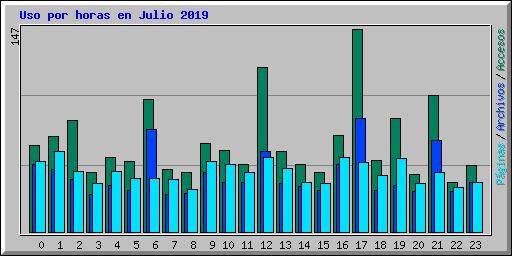 Uso por horas en Julio 2019
147
0 1 2 3 4 5 6 7 8 9 10 11 12 13 14 15 16 17 18 19 20 21 22 23
Páginas / Archivos / Accesos